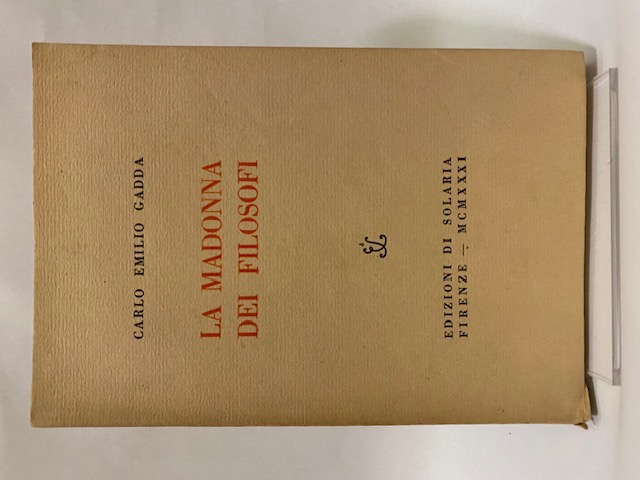 CARLO EMILIO GADDA
LA MADONNA
DEI FILOSOFI
EDIZIONI DI SOLARIA
FIRENZE - MCMXXXI